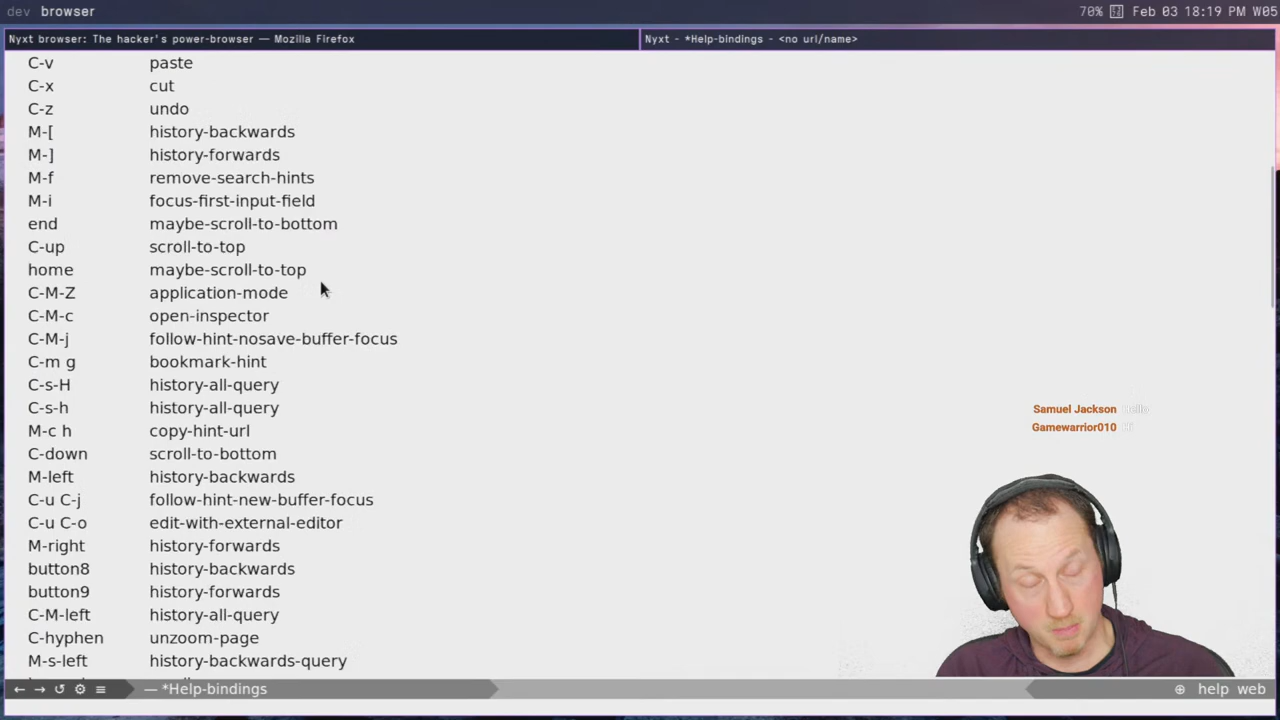 dev browser
70% Feb 03 18:19 PM W05
Nyxt browser: The hacker's power-browser — Mozilla Firefox
Nyxt - *Help-bindings - <no url/name>
C-v paste
C-x cut
C-z undo
M-[ history-backwards
M-] history-forwards
M-f remove-search-hints
M-i focus-first-input-field
end maybe-scroll-to-bottom
C-up scroll-to-top
home maybe-scroll-to-top
C-M-Z application-mode
C-M-c open-inspector
C-M-j follow-hint-nosave-buffer-focus
C-m g bookmark-hint
C-s-H history-all-query
C-s-h history-all-query
M-c h copy-hint-url
C-down scroll-to-bottom
M-left history-backwards
C-u C-j follow-hint-new-buffer-focus
C-u C-o edit-with-external-editor
M-right history-forwards
button8 history-backwards
button9 history-forwards
C-M-left history-all-query
C-hyphen unzoom-page
M-s-left history-backwards-query
Samuel Jackson Hello
Gamewarrior010 Hi
— *Help-bindings
help web